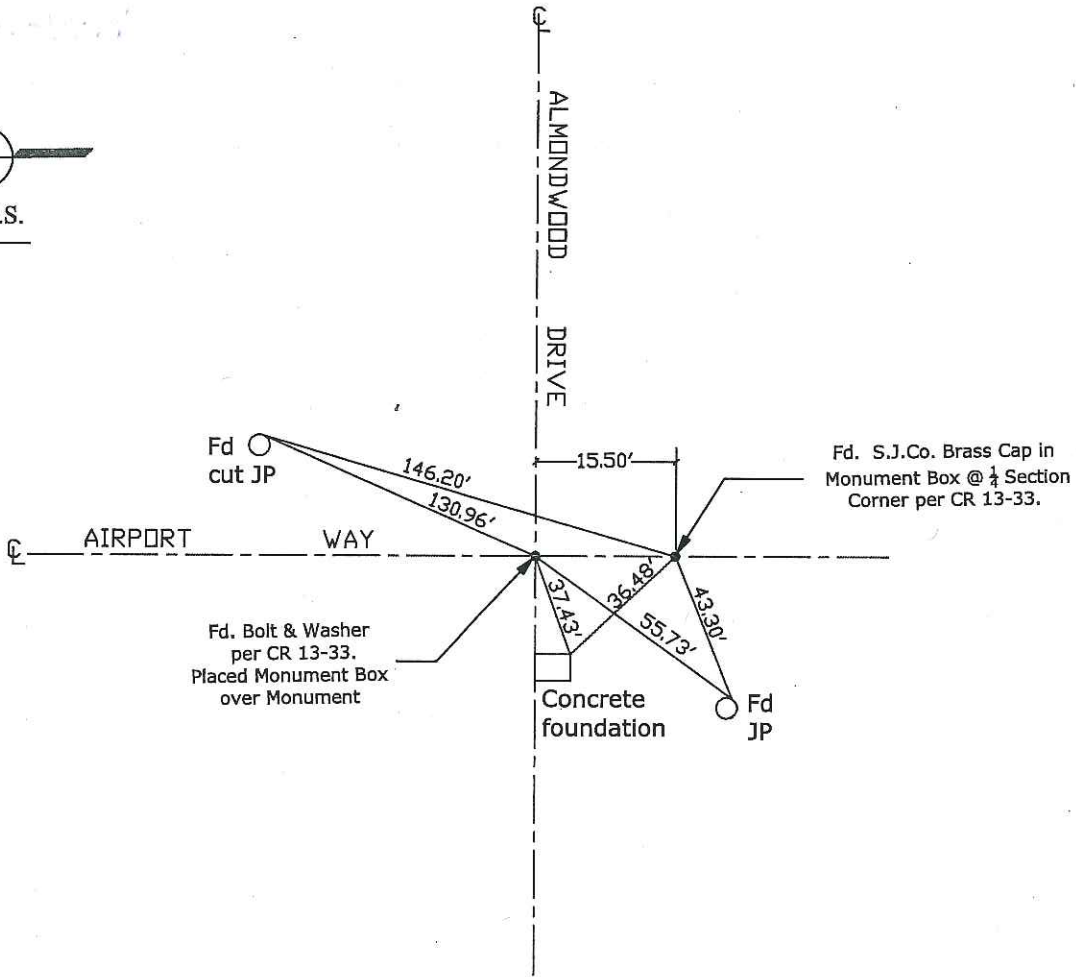 ℄
ALMONDWOOD DRIVE
.S.
Fd
cut JP
146.20'
130.96'
15.50'
Fd. S.J.Co. Brass Cap in
Monument Box @ ¼ Section
Corner per CR 13-33.
℄
AIRPORT WAY
37.43'
36.48'
43.30'
55.73'
Fd. Bolt & Washer
per CR 13-33.
Placed Monument Box
over Monument
Concrete
foundation
Fd
JP